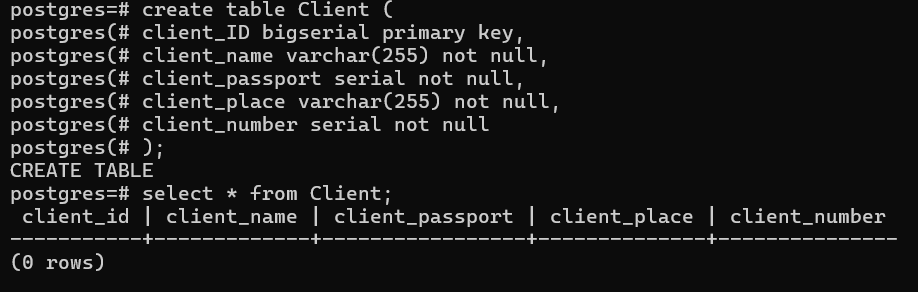 postgres=# create table Client (
postgres(# client_ID bigserial primary key,
postgres(# client_name varchar(255) not null,
postgres(# client_passport serial not null,
postgres(# client_place varchar(255) not null,
postgres(# client_number serial not null
postgres(# );
CREATE TABLE
postgres=# select * from Client;
 client_id | client_name | client_passport | client_place | client_number
-----------+-------------+-----------------+--------------+---------------
(0 rows)